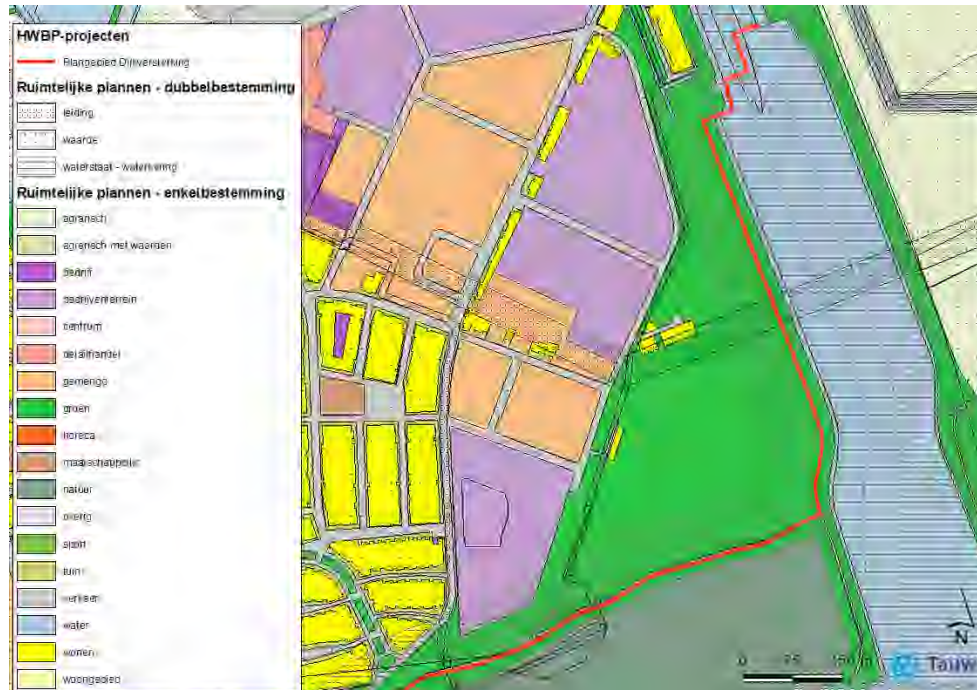 HWBP-projecten
Plangebied Dijkversterking
Ruimtelijke plannen - dubbelbestemming
leiding
waarde
waterstaat - waterkering
Ruimtelijke plannen - enkelbestemming
agrarisch
agrarisch met waarden
bedrijf
bedrijventerrein
centrum
detailhandel
gemengd
groen
horeca
maatschappelijk
natuur
overig
sport
tuin
verkeer
water
wonen
woongebied
N
0 75
Tauw